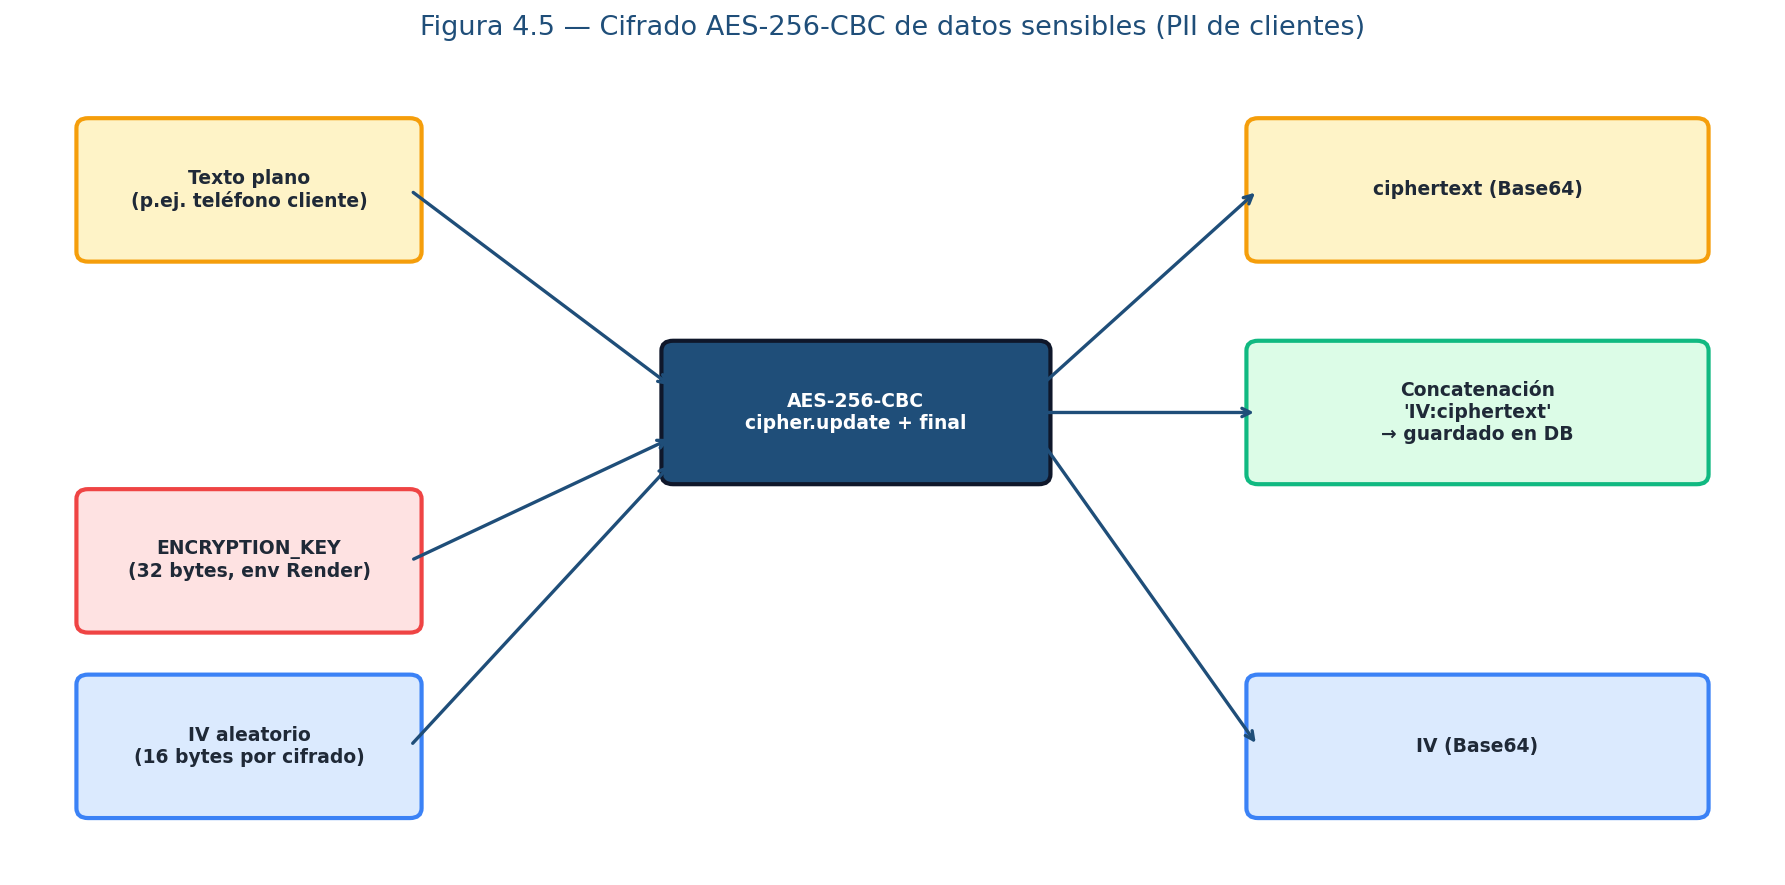 Figura 4.5 — Cifrado AES-256-CBC de datos sensibles (PII de clientes)
Texto plano
(p.ej. teléfono cliente)
ciphertext (Base64)
AES-256-CBC
cipher.update + final
Concatenación
'IV:ciphertext'
→ guardado en DB
ENCRYPTION_KEY
(32 bytes, env Render)
IV aleatorio
(16 bytes por cifrado)
IV (Base64)